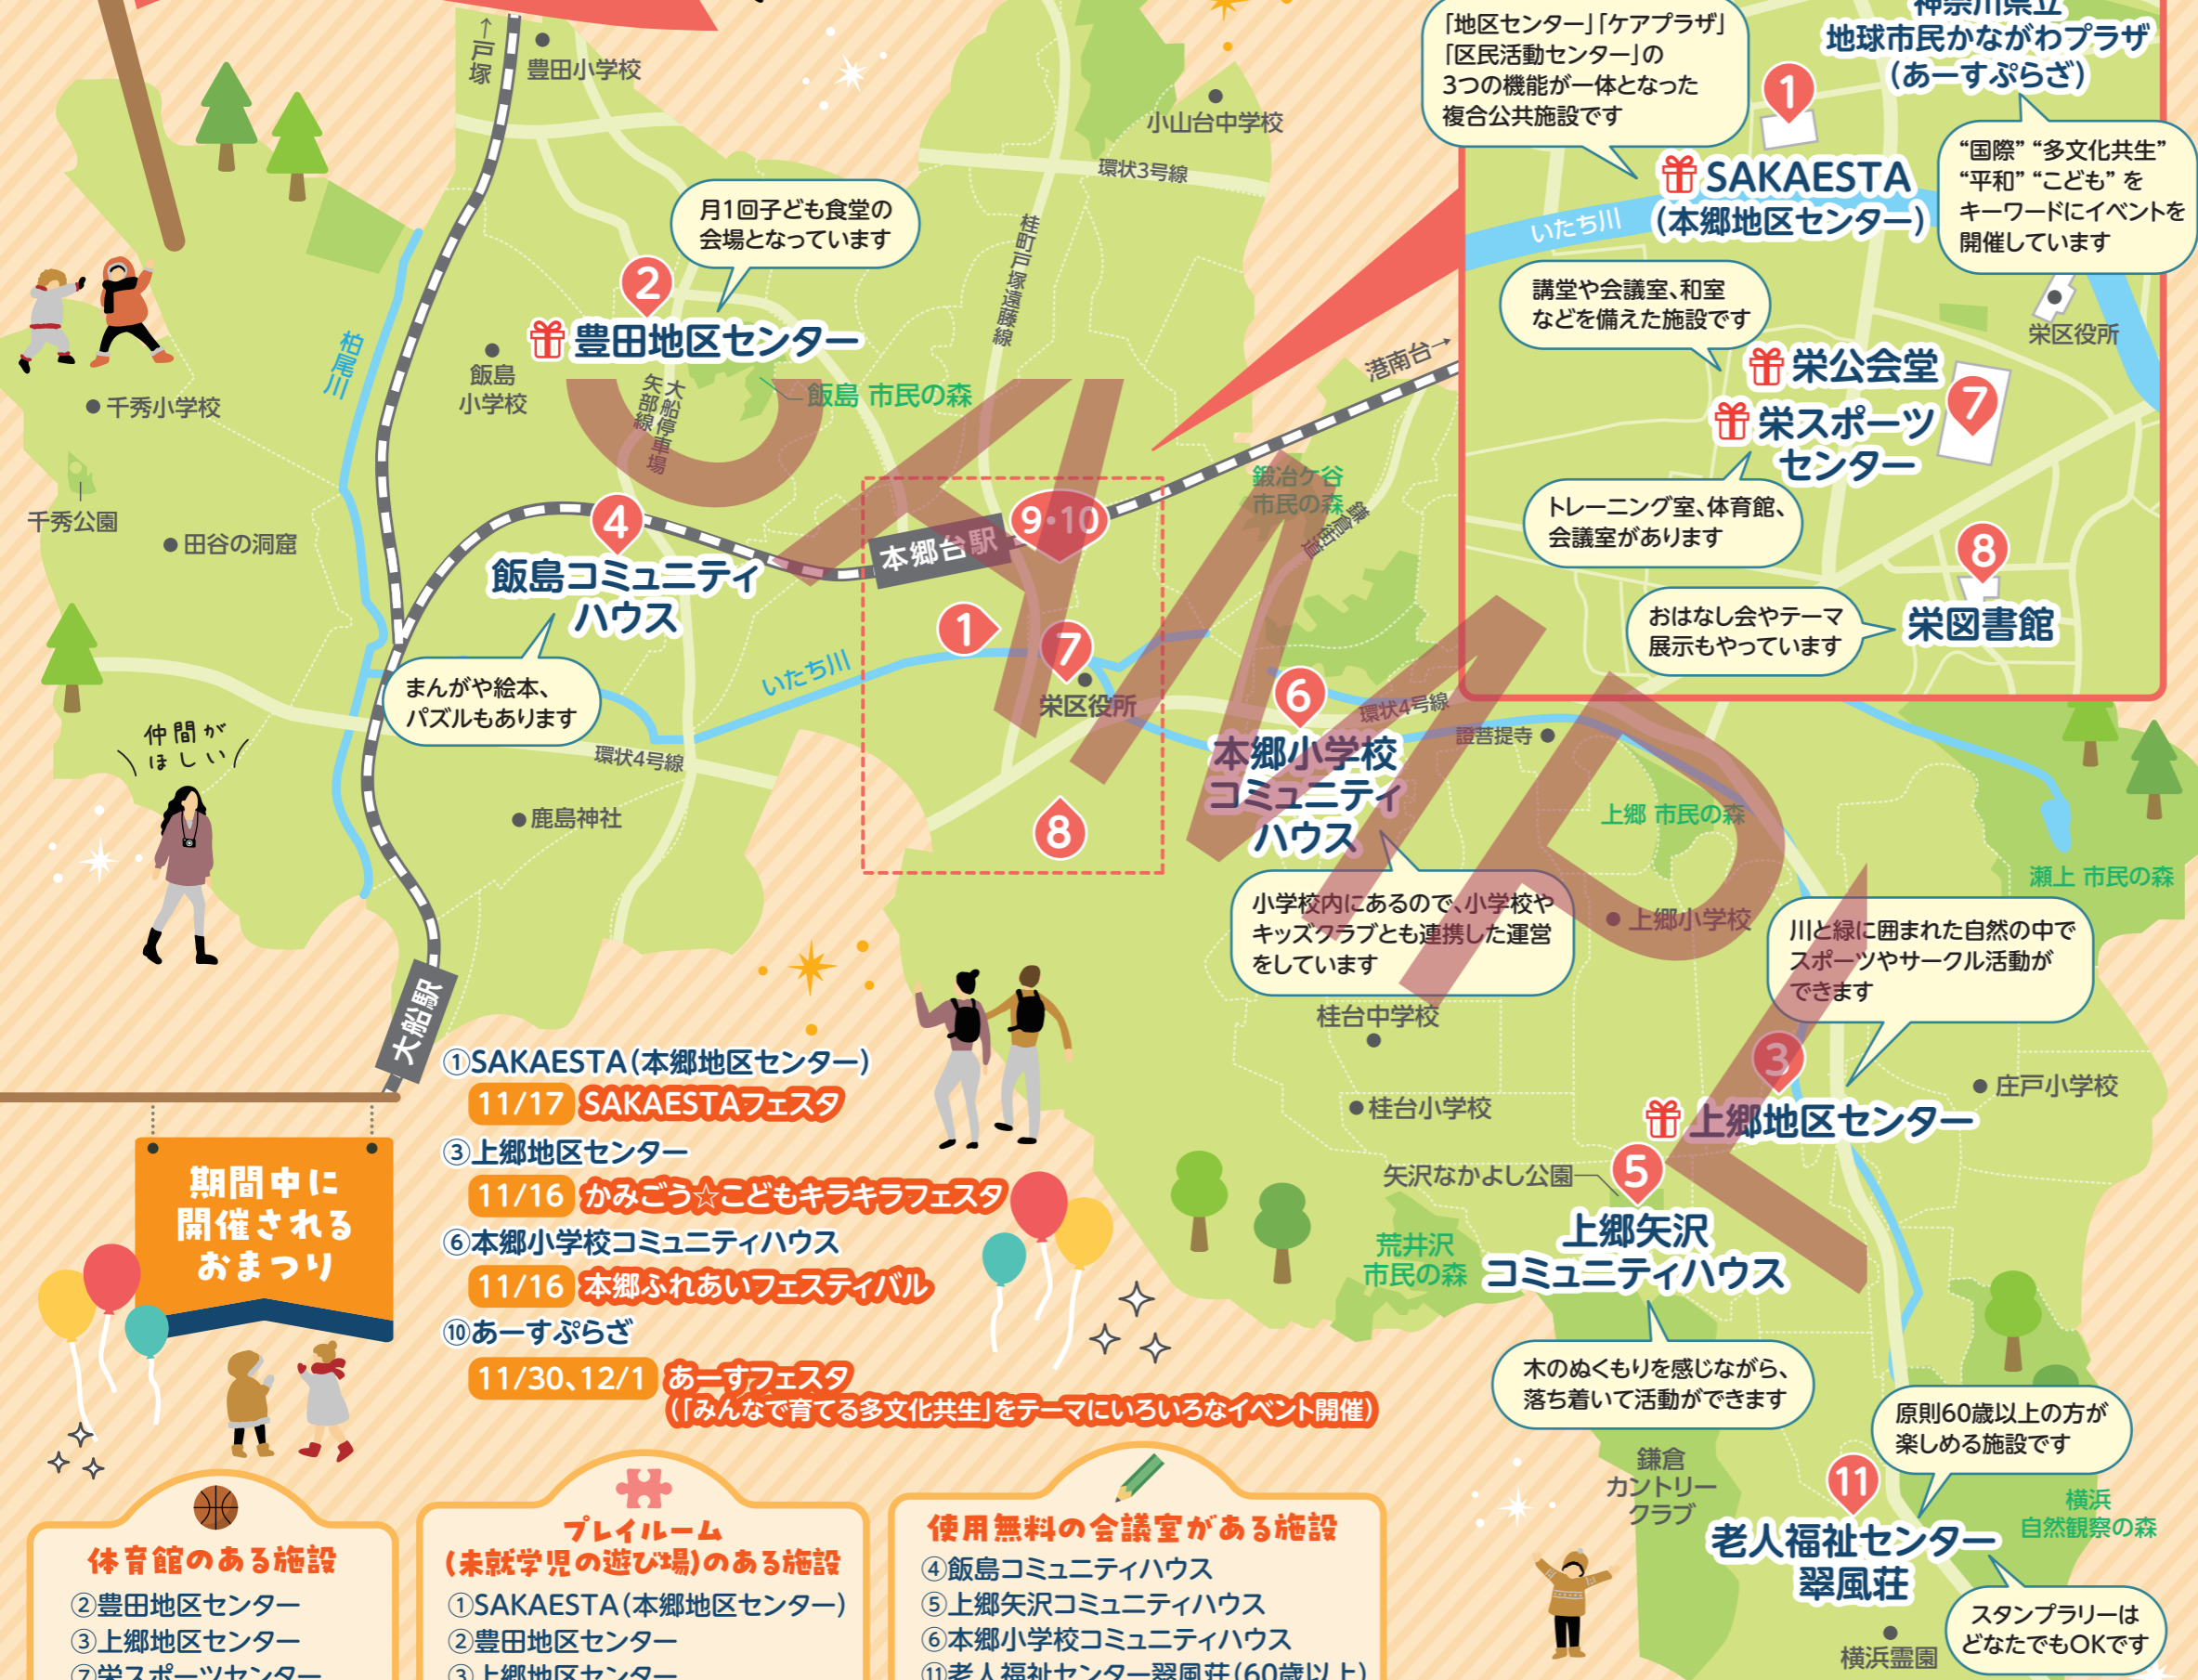 ←戸塚
豊田小学校
小山台中学校
環状3号線
桂町戸塚遠藤線
月1回子ども食堂の
会場となっています
2
豊田地区センター
柏尾川
飯島
小学校
大船停車場
矢部線
飯島 市民の森
千秀小学校
千秀公園
田谷の洞窟
港南台→
鍛冶ケ谷
市民の森
鎌倉街道
4
飯島コミュニティ
ハウス
まんがや絵本、
パズルもあります
本郷台駅
9・10
1
7
栄区役所
8
いたち川
環状4号線
鹿島神社
仲間が
ほしい
大船駅
「地区センター」「ケアプラザ」
「区民活動センター」の
3つの機能が一体となった
複合公共施設です
神奈川県立
地球市民かながわプラザ
(あーすぷらざ)
1
SAKAESTA
(本郷地区センター)
“国際” “多文化共生”
“平和” “こども” を
キーワードにイベントを
開催しています
いたち川
講堂や会議室、和室
などを備えた施設です
栄区役所
栄公会堂
栄スポーツ
センター
7
トレーニング室、体育館、
会議室があります
8
おはなし会やテーマ
展示もやっています
栄図書館
6
本郷小学校
コミュニティ
ハウス
環状4号線
證菩提寺
小学校内にあるので、小学校や
キッズクラブとも連携した運営
をしています
上郷 市民の森
瀬上 市民の森
上郷小学校
川と緑に囲まれた自然の中で
スポーツやサークル活動が
できます
桂台中学校
3
上郷地区センター
庄戸小学校
桂台小学校
矢沢なかよし公園
5
上郷矢沢
コミュニティハウス
荒井沢
市民の森
木のぬくもりを感じながら、
落ち着いて活動ができます
鎌倉
カントリー
クラブ
原則60歳以上の方が
楽しめる施設です
11
老人福祉センター
翠風荘
横浜
自然観察の森
スタンプラリーは
どなたでもOKです
横浜霊園
期間中に
開催される
おまつり
①SAKAESTA(本郷地区センター)
11/17 SAKAESTAフェスタ
③上郷地区センター
11/16 かみごう☆こどもキラキラフェスタ
⑥本郷小学校コミュニティハウス
11/16 本郷ふれあいフェスティバル
⑩あーすぷらざ
11/30、12/1 あーすフェスタ
(「みんなで育てる多文化共生」をテーマにいろいろなイベント開催)
体育館のある施設
②豊田地区センター
③上郷地区センター
⑦栄スポーツセンター
プレイルーム
(未就学児の遊び場)のある施設
①SAKAESTA(本郷地区センター)
②豊田地区センター
③上郷地区センター
使用無料の会議室がある施設
④飯島コミュニティハウス
⑤上郷矢沢コミュニティハウス
⑥本郷小学校コミュニティハウス
⑪老人福祉センター翠風荘(60歳以上)